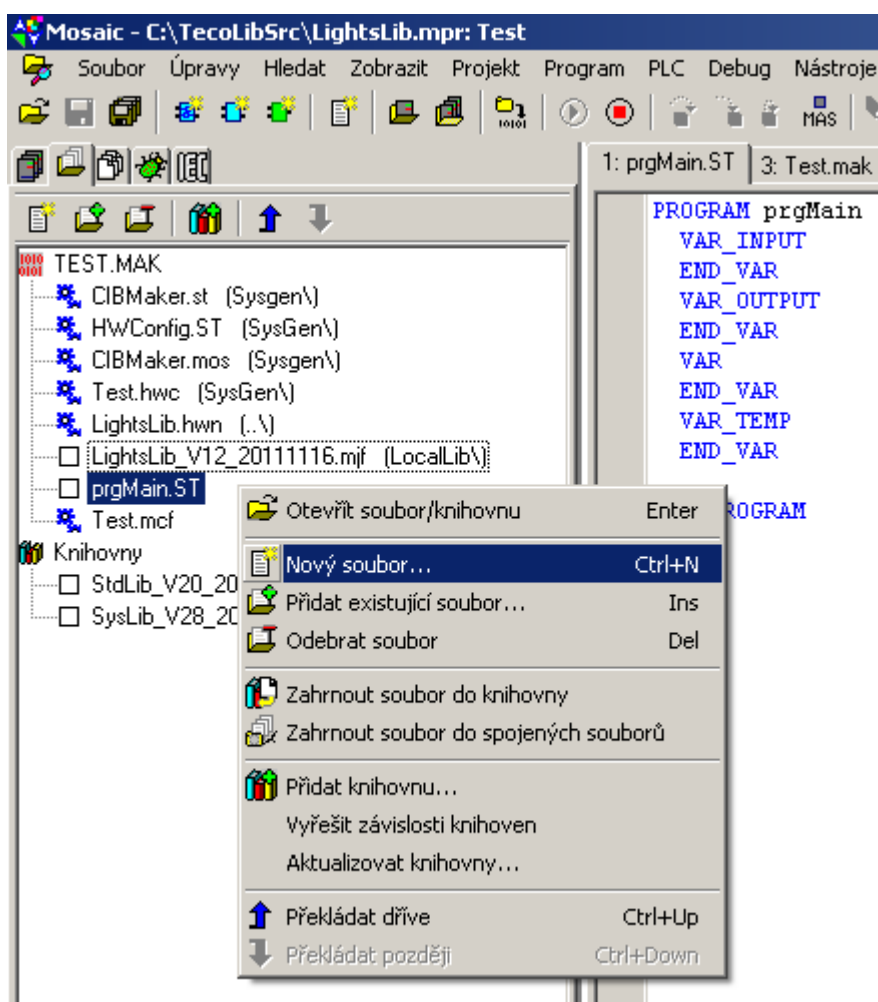 Mosaic - C:\TecoLibSrc\LightsLib.mpr: Test
Soubor Úpravy Hledat Zobrazit Projekt Program PLC Debug Nástroje
MAS
1: prgMain.ST 3: Test.mak
TEST.MAK
CIBMaker.st (Sysgen\)
HWConfig.ST (SysGen\)
CIBMaker.mos (Sysgen\)
Test.hwc (SysGen\)
LightsLib.hwn (..\)
LightsLib_V12_20111116.mjf (LocalLib\)
prgMain.ST
Test.mcf
Knihovny
StdLib_V20_20
SysLib_V28_20
PROGRAM prgMain
VAR_INPUT
END_VAR
VAR_OUTPUT
END_VAR
VAR
END_VAR
VAR_TEMP
END_VAR
ROGRAM
Otevřít soubor/knihovnu Enter
Nový soubor... Ctrl+N
Přidat existující soubor... Ins
Odebrat soubor Del
Zahrnout soubor do knihovny
Zahrnout soubor do spojených souborů
Přidat knihovnu...
Vyřešit závislosti knihoven
Aktualizovat knihovny...
Překládat dříve Ctrl+Up
Překládat později Ctrl+Down